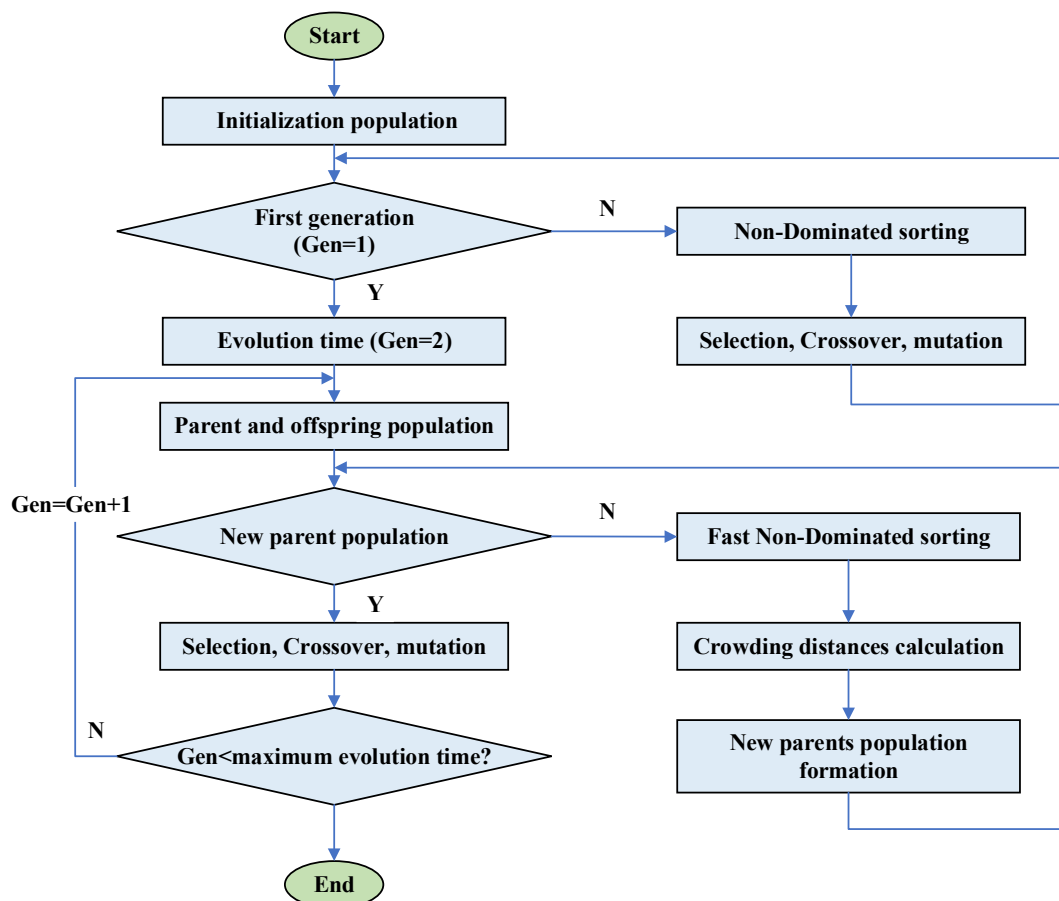 Start
Initialization population
First generation
(Gen=1)
N
Non-Dominated sorting
Y
Evolution time (Gen=2)
Selection, Crossover, mutation
Parent and offspring population
Gen=Gen+1
New parent population
N
Fast Non-Dominated sorting
Y
Selection, Crossover, mutation
Crowding distances calculation
N
Gen<maximum evolution time?
New parents population
formation
End